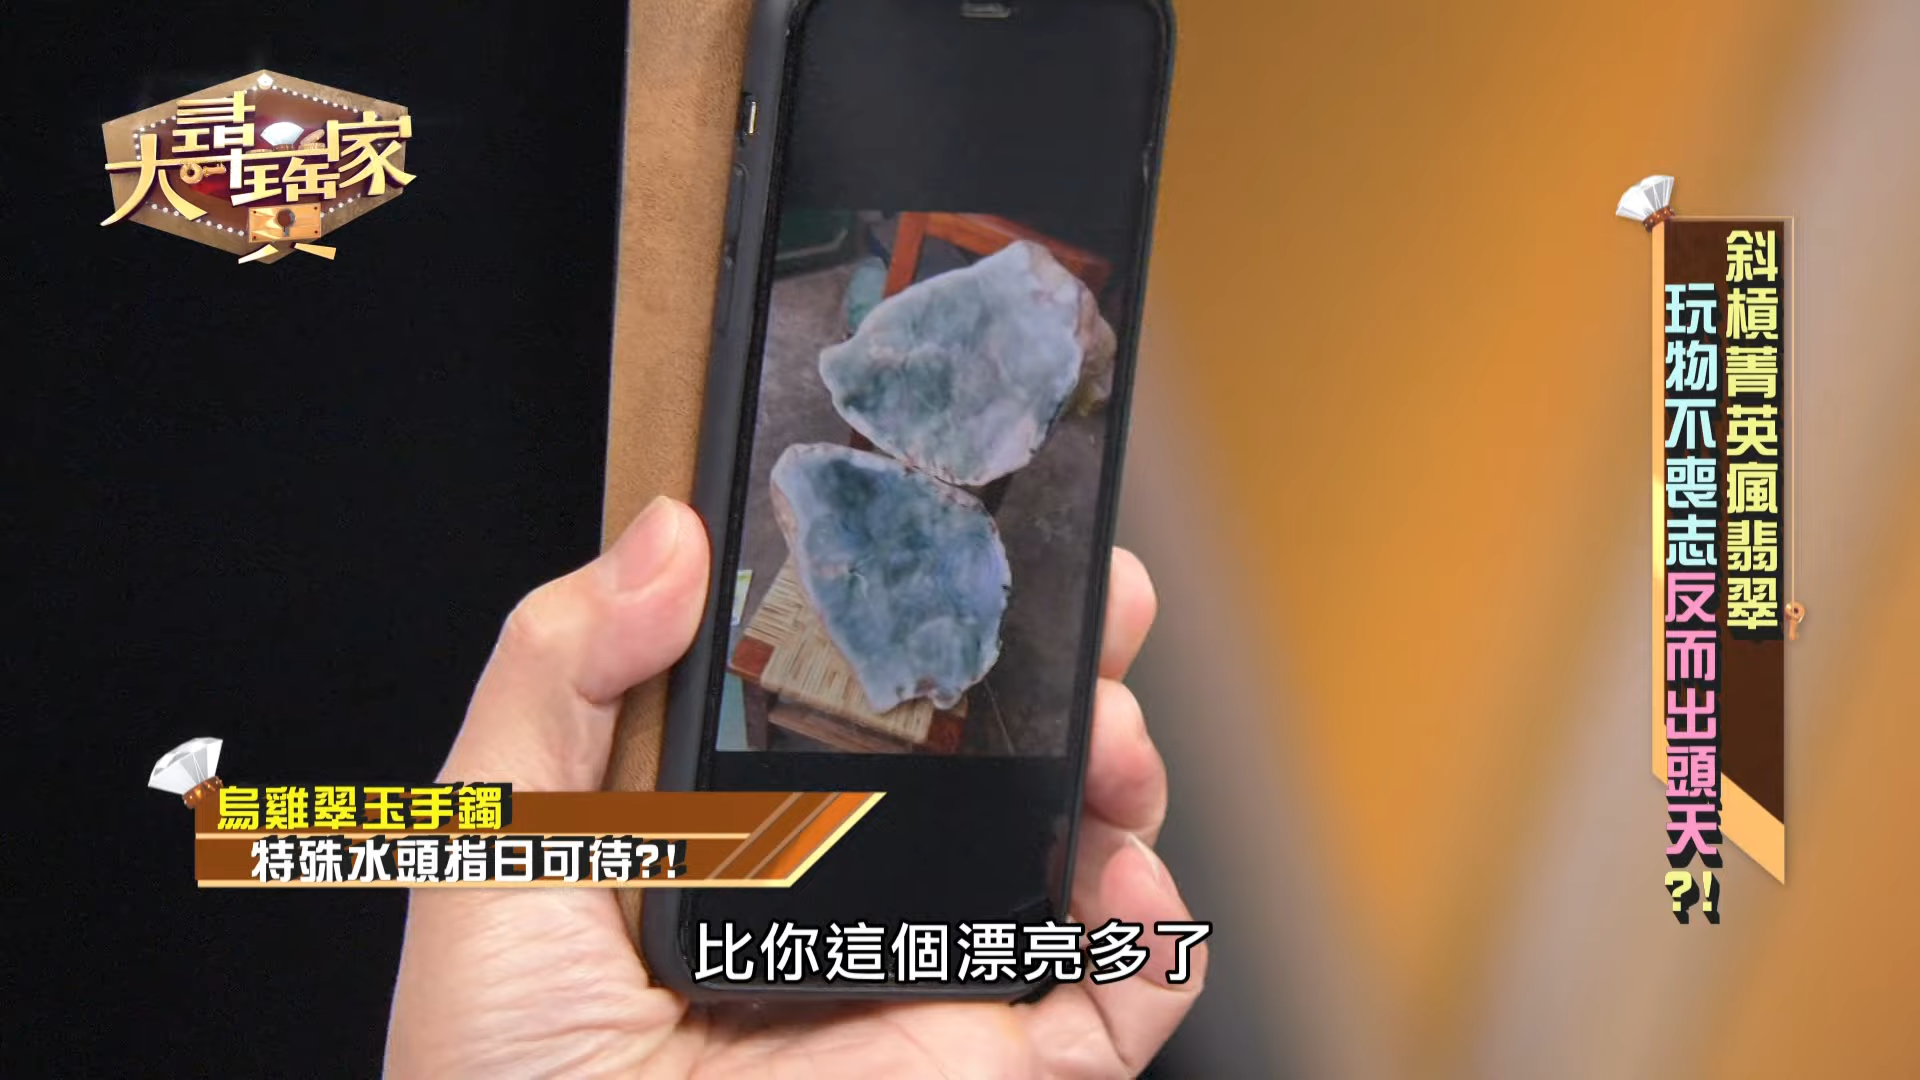 大尋寶家
斜槓菁英瘋翡翠
玩物不喪志反而出頭天?!
烏雞翠玉手鐲
特殊水頭指日可待?!
比你這個漂亮多了